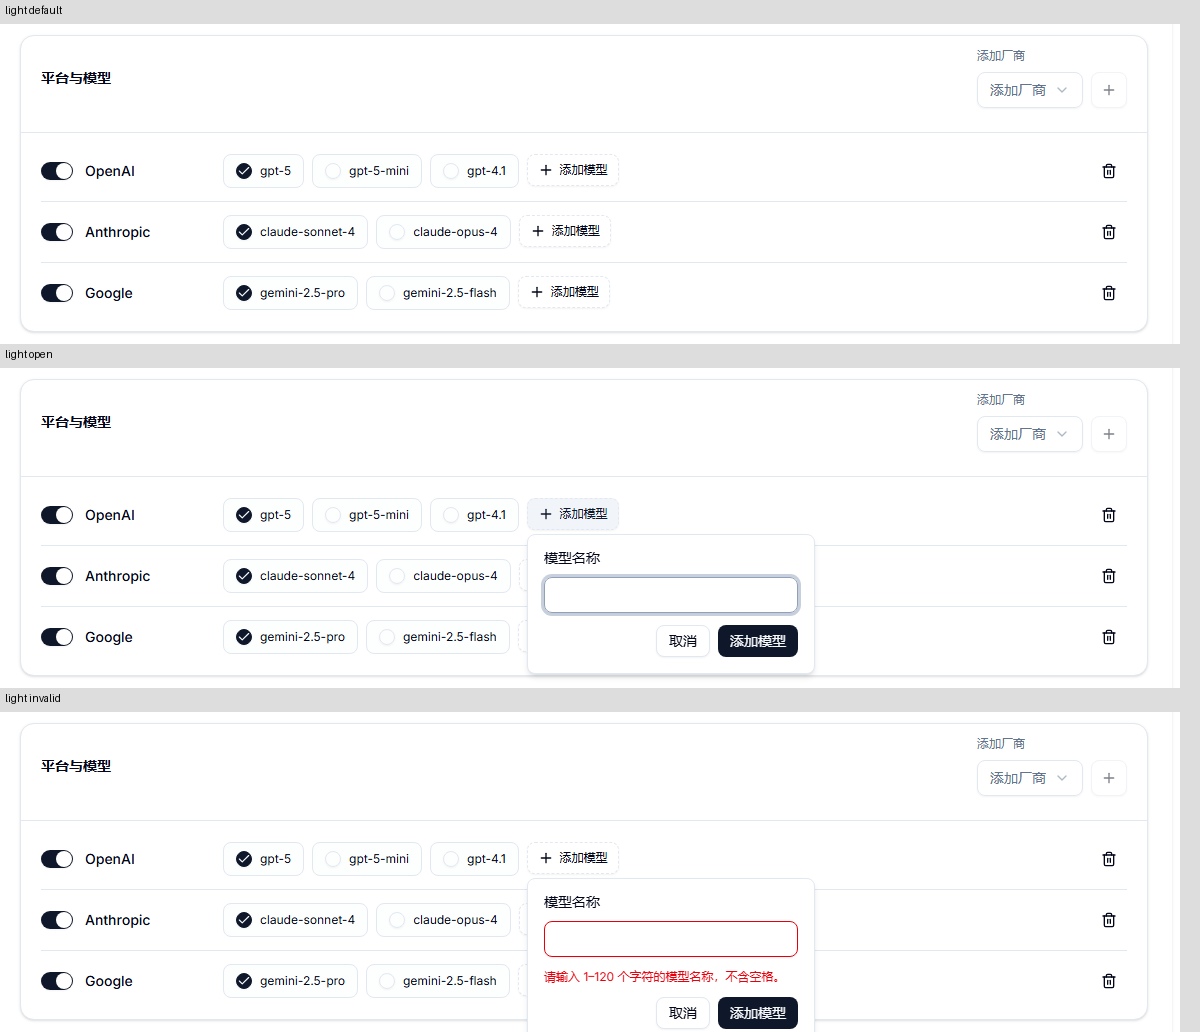 light default
添加厂商
平台与模型
添加厂商
OpenAI gpt-5 gpt-5-mini gpt-4.1 添加模型
Anthropic claude-sonnet-4 claude-opus-4 添加模型
Google gemini-2.5-pro gemini-2.5-flash 添加模型
light open
添加厂商
平台与模型
添加厂商
OpenAI gpt-5 gpt-5-mini gpt-4.1 添加模型
模型名称
Anthropic claude-sonnet-4 claude-opus-4
Google gemini-2.5-pro gemini-2.5-flash
取消 添加模型
light invalid
添加厂商
平台与模型
添加厂商
OpenAI gpt-5 gpt-5-mini gpt-4.1 添加模型
模型名称
Anthropic claude-sonnet-4 claude-opus-4
Google gemini-2.5-pro gemini-2.5-flash
请输入 1–120 个字符的模型名称，不含空格。
取消 添加模型